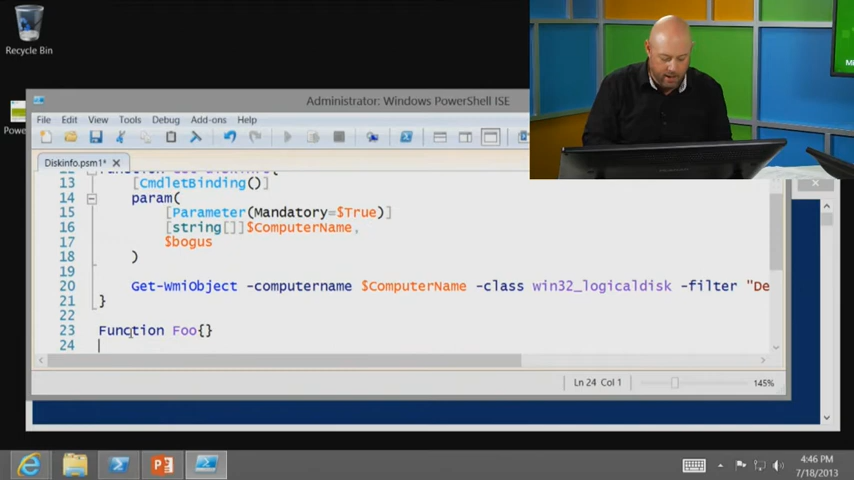 Recycle Bin
Administrator: Windows PowerShell ISE
File Edit View Tools Debug Add-ons Help
Diskinfo.psm1*
13 [CmdletBinding()]
14 param(
15 [Parameter(Mandatory=$True)]
16 [string[]]$ComputerName,
17 $bogus
18 )
19
20 Get-WmiObject -computername $ComputerName -class win32_logicaldisk -filter "De
21 }
22
23 Function Foo{}
24
Ln 24 Col 1
145%
4:46 PM
7/18/2013